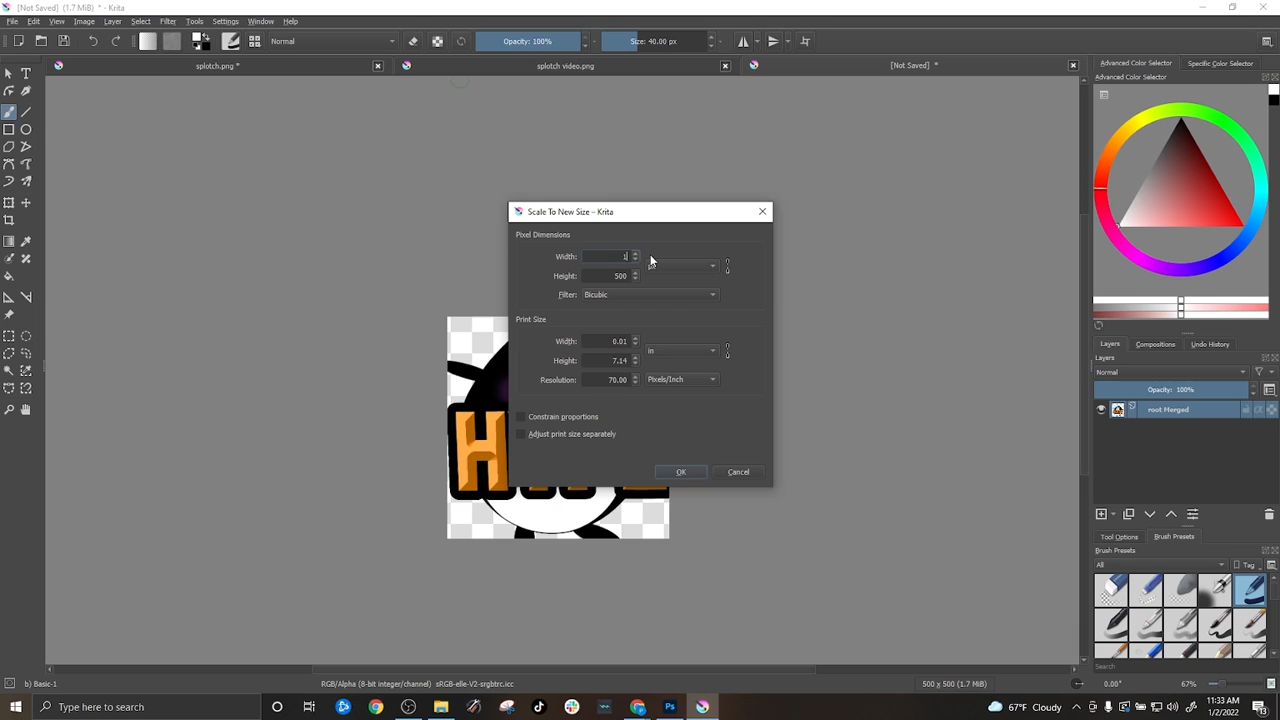 [Not Saved] (1.7 MiB) * - Krita
File Edit View Image Layer Select Filter Tools Settings Window Help
Normal Opacity: 100% Size: 40.00 px
splotch.png * splotch video.png [Not Saved] *
Advanced Color Selector Specific Color Selector
Advanced Color Selector
Scale To New Size – Krita
Pixel Dimensions
Width: 1
Height: 500
Filter: Bicubic
Print Size
Width: 0.01
Height: 7.14
in
Resolution: 70.00 Pixels/Inch
Constrain proportions
Adjust print size separately
OK Cancel
H
Layers Compositions Undo History
Layers
Normal
Opacity: 100%
root Merged
Tool Options Brush Presets
Brush Presets
All Tag
Search
b) Basic-1 RGB/Alpha (8-bit integer/channel) sRGB-elle-V2-srgbtrc.icc 500 x 500 (1.7 MiB) 0.00° 67%
Type here to search
67°F Cloudy
11:33 AM
1/2/2022